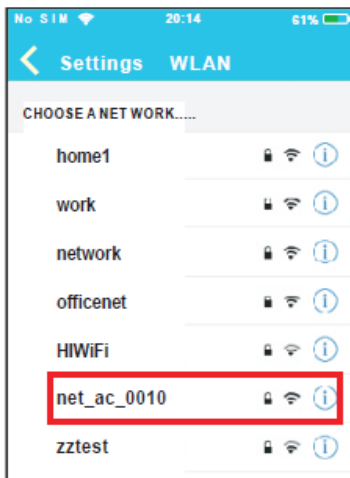 No SIM 20:14 61%
Settings WLAN
CHOOSE A NET WORK.....
home1
work
network
officenet
HIWiFi
net_ac_0010
zztest